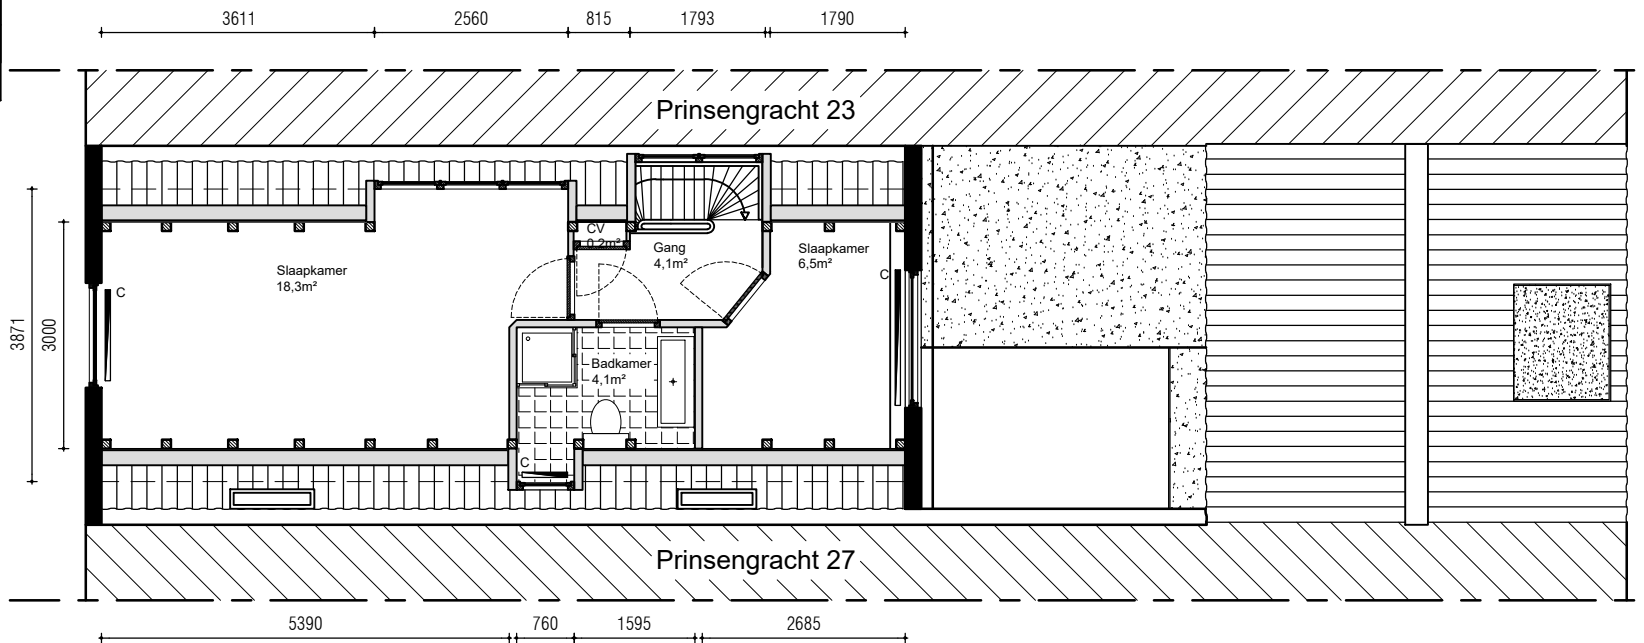 3611 2560 815 1793 1790
Prinsengracht 23
CV
0,2m²
Gang
4,1m²
Slaapkamer
6,5m²
Slaapkamer
18,3m²
C
C
3871
3000
Badkamer
4,1m²
C
Prinsengracht 27
5390 760 1595 2685